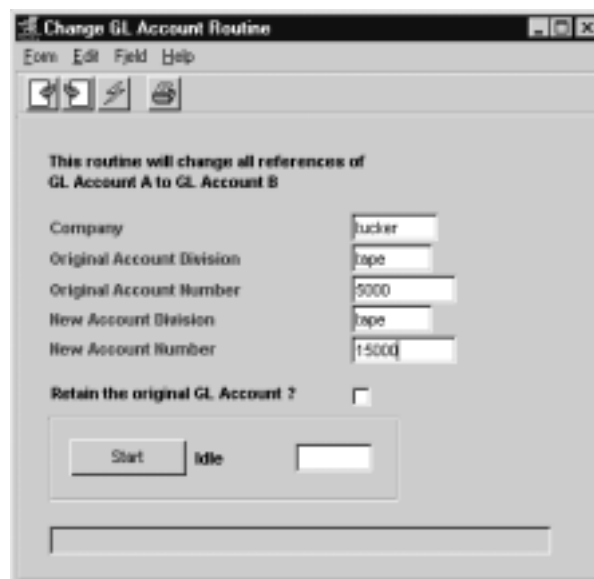 Change GL Account Routine
Form Edit Field Help
This routine will change all references of
GL Account A to GL Account B
Company tucker
Original Account Division tape
Original Account Number 5000
New Account Division tape
New Account Number 15000
Retain the original GL Account ?
Start Idle